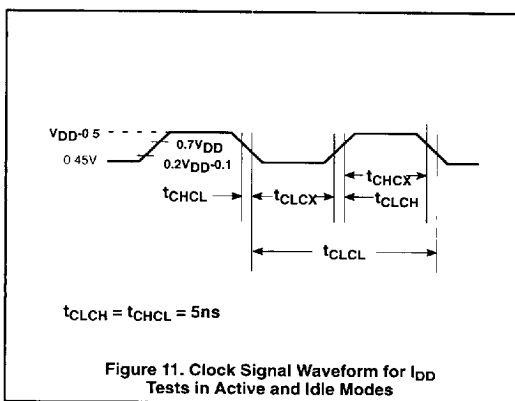 VDD-0 5
0.7VDD
0 45V
0.2VDD-0.1
tCHCX
tCHCL
tCLCX
tCLCH
tCLCL
tCLCH = tCHCL = 5ns
Figure 11. Clock Signal Waveform for IDD
Tests in Active and Idle Modes